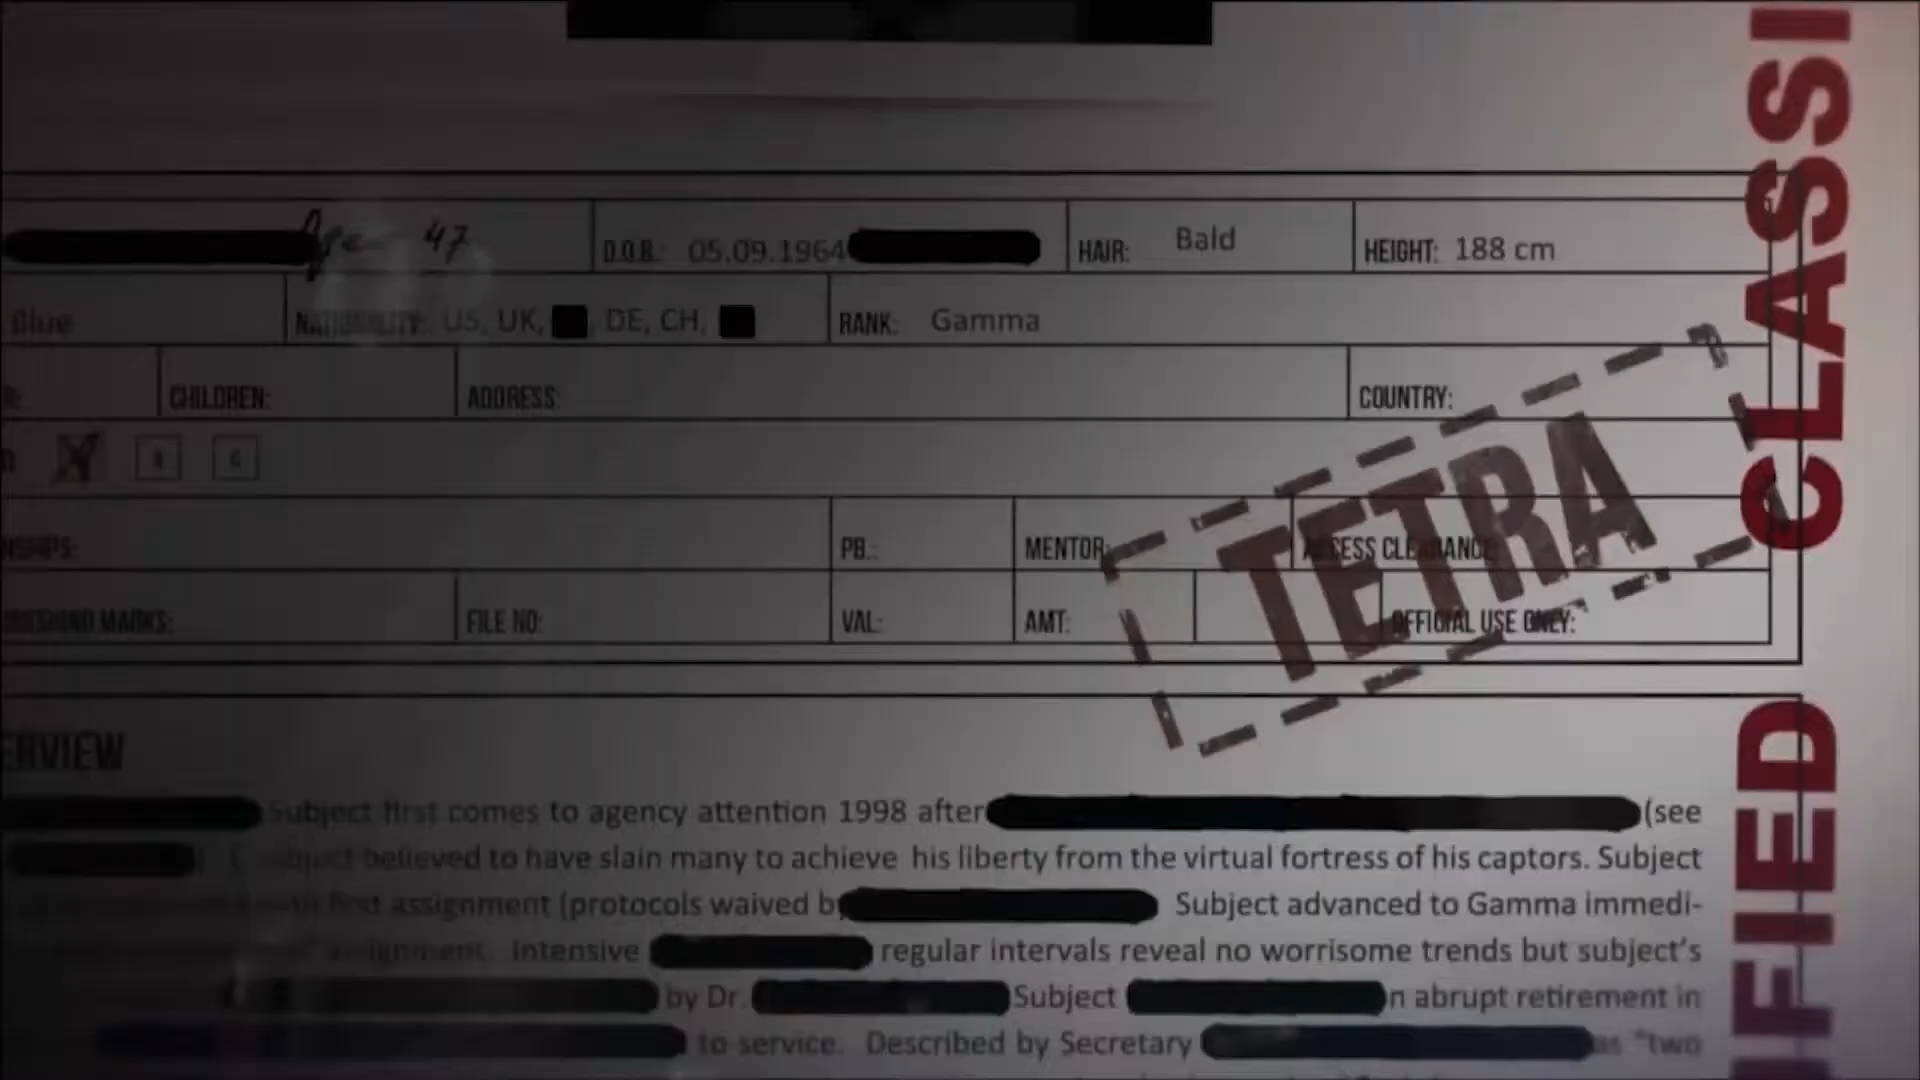 Age 47 D.O.B.: 05.09.1964 HAIR: Bald HEIGHT: 188 cm
Blue NATIONALITY: US, UK, , DE, CH, RANK: Gamma
CHILDREN: ADDRESS: COUNTRY:
PB.: MENTOR: ACCESS CLEARANCE:
MARKS: FILE NO: VAL: AMT: OFFICIAL USE ONLY:
TETRA
CLASSIFIED
Subject first comes to agency attention 1998 after (see
believed to have slain many to achieve his liberty from the virtual fortress of his captors. Subject
first assignment (protocols waived by Subject advanced to Gamma immedi-
assignment. Intensive regular intervals reveal no worrisome trends but subject's
by Dr. Subject abrupt retirement in
to service. Described by Secretary as "two